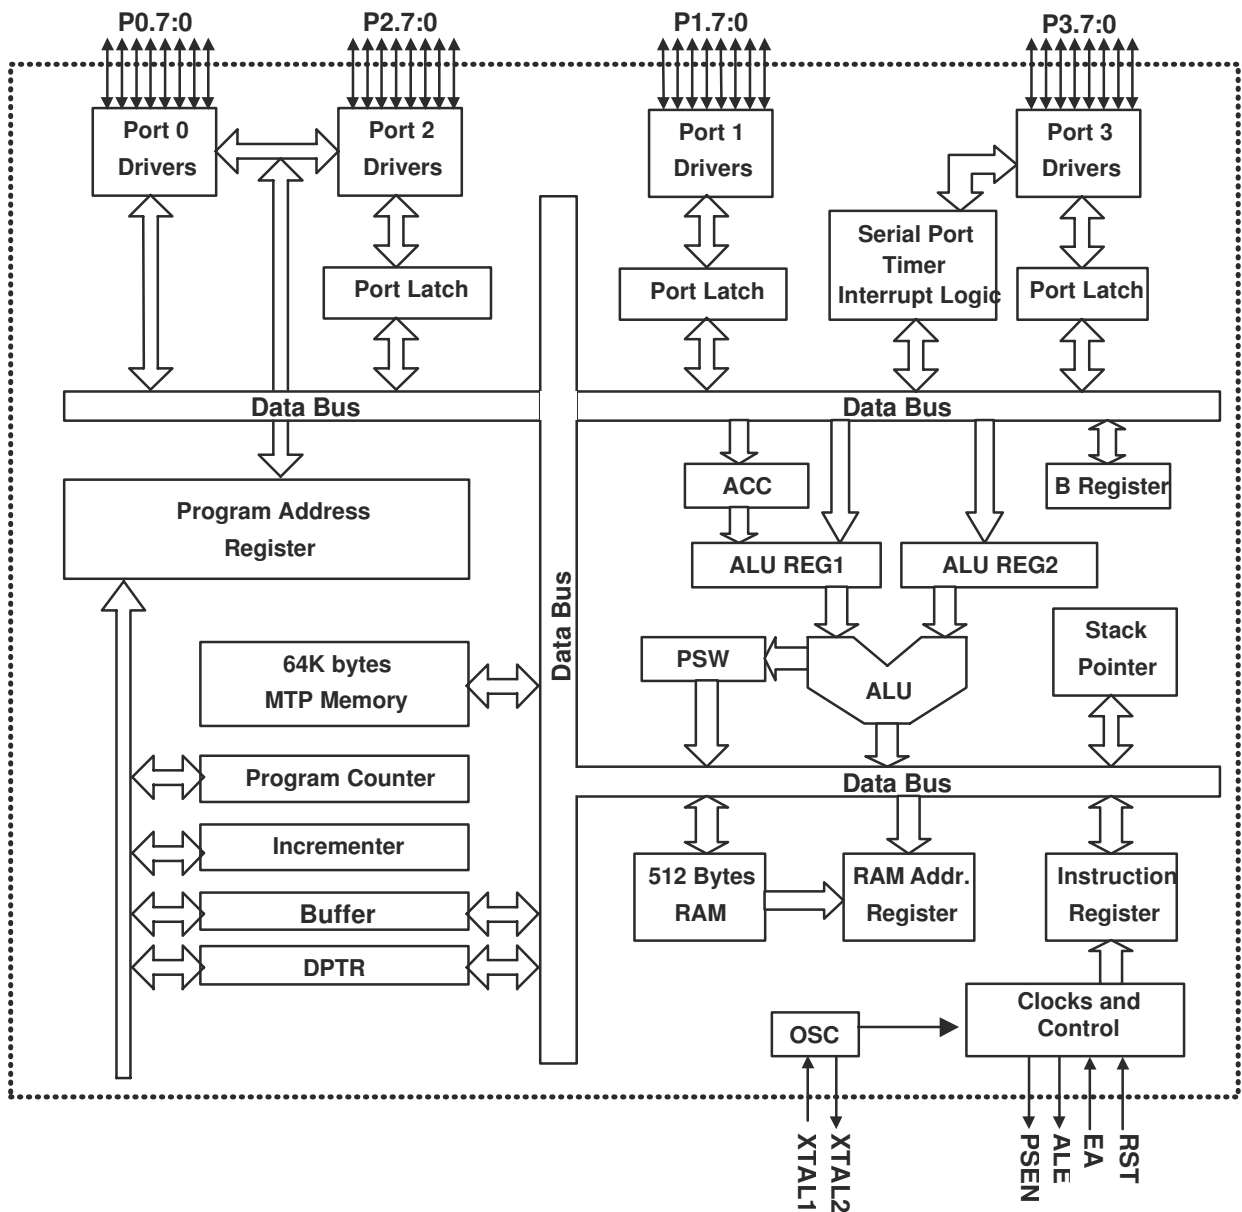 P0.7:0
P2.7:0
P1.7:0
P3.7:0
Port 0
Drivers
Port 2
Drivers
Port 1
Drivers
Port 3
Drivers
Port Latch
Port Latch
Serial Port
Timer
Interrupt Logic
Port Latch
Data Bus
Data Bus
Program Address
Register
ACC
B Register
ALU REG1
ALU REG2
Data Bus
64K bytes
MTP Memory
PSW
ALU
Stack
Pointer
Program Counter
Data Bus
Incrementer
Buffer
DPTR
512 Bytes
RAM
RAM Addr.
Register
Instruction
Register
OSC
Clocks and
Control
XTAL1
XTAL2
PSEN
ALE
EA
RST